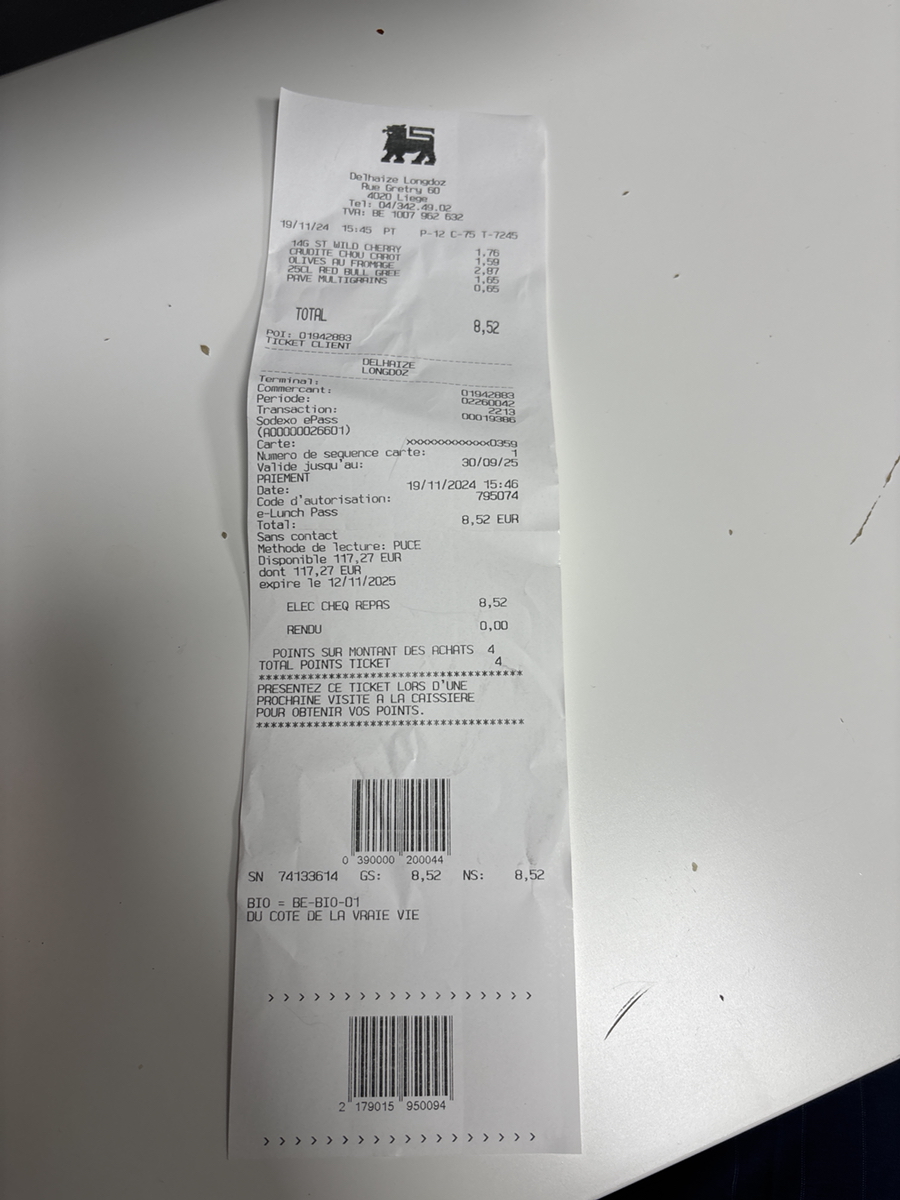 Delhaize Longdoz
Rue Gretry 60
4020 Liege
Tel: 04/342.49.02
TVA: BE 1007 962 632
19/11/24 15:45 PT P-12 C-75 T-7245
14G ST WILD CHERRY 1,76
CRUDITE CHOU CAROT 1,59
OLIVES AU FROMAGE 2,87
25CL RED BULL GREE 1,65
PAVE MULTIGRAINS 0,65
TOTAL 8,52
POI: 01942883
TICKET CLIENT
DELHAIZE
LONGDOZ
Terminal: 01942883
Commercant: 02260042
Periode: 2213
Transaction: 00019386
Sodexo ePass
(A00000026601)
Carte: xxxxxxxxxxxxx0359
Numero de sequence carte: 1
Valide jusqu'au: 30/09/25
PAIEMENT
Date: 19/11/2024 15:46
Code d'autorisation: 795074
e-Lunch Pass
Total: 8,52 EUR
Sans contact
Methode de lecture: PUCE
Disponible 117,27 EUR
dont 117,27 EUR
expire le 12/11/2025
ELEC CHEQ REPAS 8,52
RENDU 0,00
POINTS SUR MONTANT DES ACHATS 4
TOTAL POINTS TICKET 4
************************************
PRESENTEZ CE TICKET LORS D'UNE
PROCHAINE VISITE A LA CAISSIERE
POUR OBTENIR VOS POINTS.
************************************
0 390000 200044
SN 74133614 GS: 8,52 NS: 8,52
BIO = BE-BIO-01
DU COTE DE LA VRAIE VIE
> > > > > > > > > > > > > > > > > >
2 179015 950094
> > > > > > > > > > > > > > > > > >